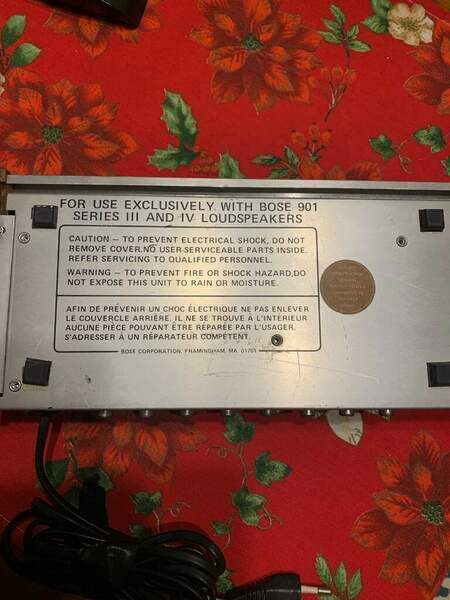 FOR USE EXCLUSIVELY WITH BOSE 901
SERIES III AND IV LOUDSPEAKERS
CAUTION – TO PREVENT ELECTRICAL SHOCK, DO NOT
REMOVE COVER.NO USER-SERVICEABLE PARTS INSIDE.
REFER SERVICING TO QUALIFIED PERSONNEL.
WARNING – TO PREVENT FIRE OR SHOCK HAZARD,DO
NOT EXPOSE THIS UNIT TO RAIN OR MOISTURE.
AFIN DE PRÉVENIR UN CHOC ÉLECTRIQUE NE PAS ENLEVER
LE COUVERCLE ARRIÈRE. IL NE SE TROUVE À L'INTÉRIEUR
AUCUNE PIÈCE POUVANT ÊTRE RÉPARÉE PAR L'USAGER.
S'ADRESSER À UN RÉPARATEUR COMPÉTENT.
BOSE CORPORATION, FRAMINGHAM, MA. 01701